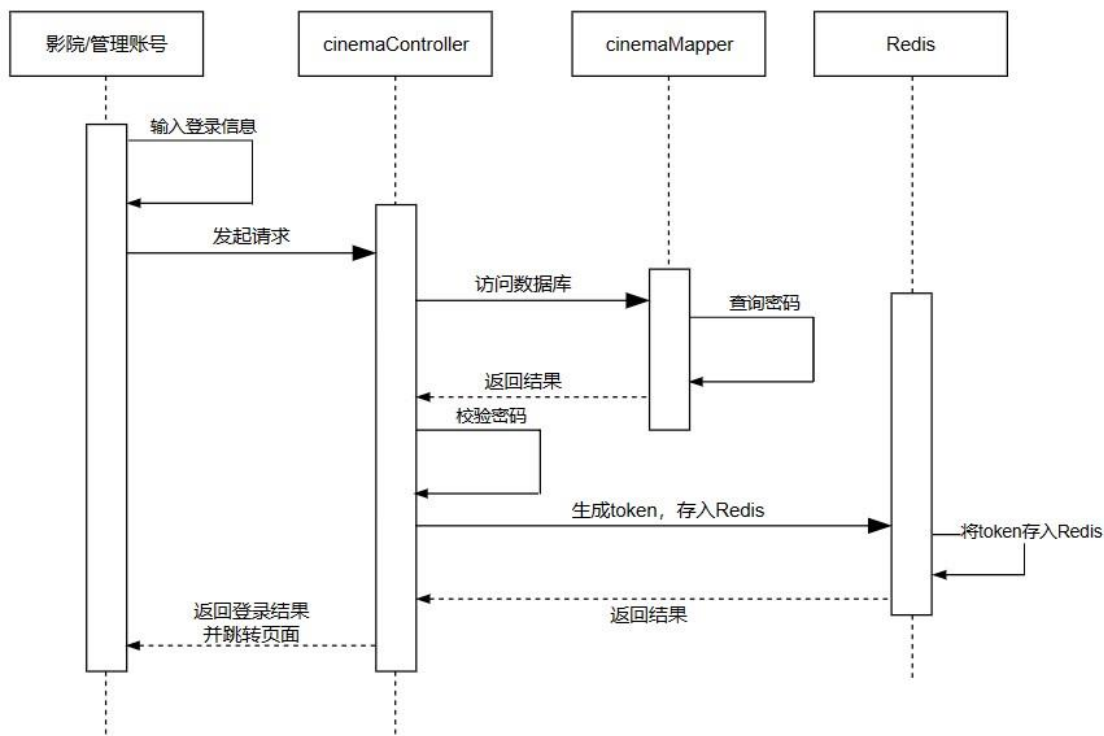 影院/管理账号
cinemaController
cinemaMapper
Redis
输入登录信息
发起请求
访问数据库
查询密码
返回结果
校验密码
生成token，存入Redis
将token存入Redis
返回结果
返回登录结果
并跳转页面